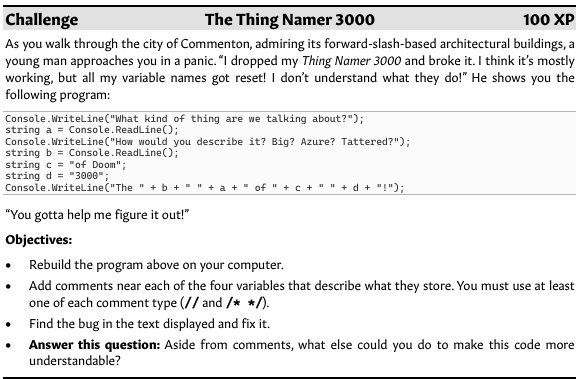 Challenge The Thing Namer 3000 100 XP
As you walk through the city of Commenton, admiring its forward-slash-based architectural buildings, a
young man approaches you in a panic. “I dropped my Thing Namer 3000 and broke it. I think it’s mostly
working, but all my variable names got reset! I don’t understand what they do!” He shows you the
following program:
Console.WriteLine("What kind of thing are we talking about?");
string a = Console.ReadLine();
Console.WriteLine("How would you describe it? Big? Azure? Tattered?");
string b = Console.ReadLine();
string c = "of Doom";
string d = "3000";
Console.WriteLine("The " + b + " " + a + " of " + c + " " + d + "!");
“You gotta help me figure it out!”
Objectives:
• Rebuild the program above on your computer.
• Add comments near each of the four variables that describe what they store. You must use at least
one of each comment type (// and /* */).
• Find the bug in the text displayed and fix it.
• Answer this question: Aside from comments, what else could you do to make this code more
understandable?